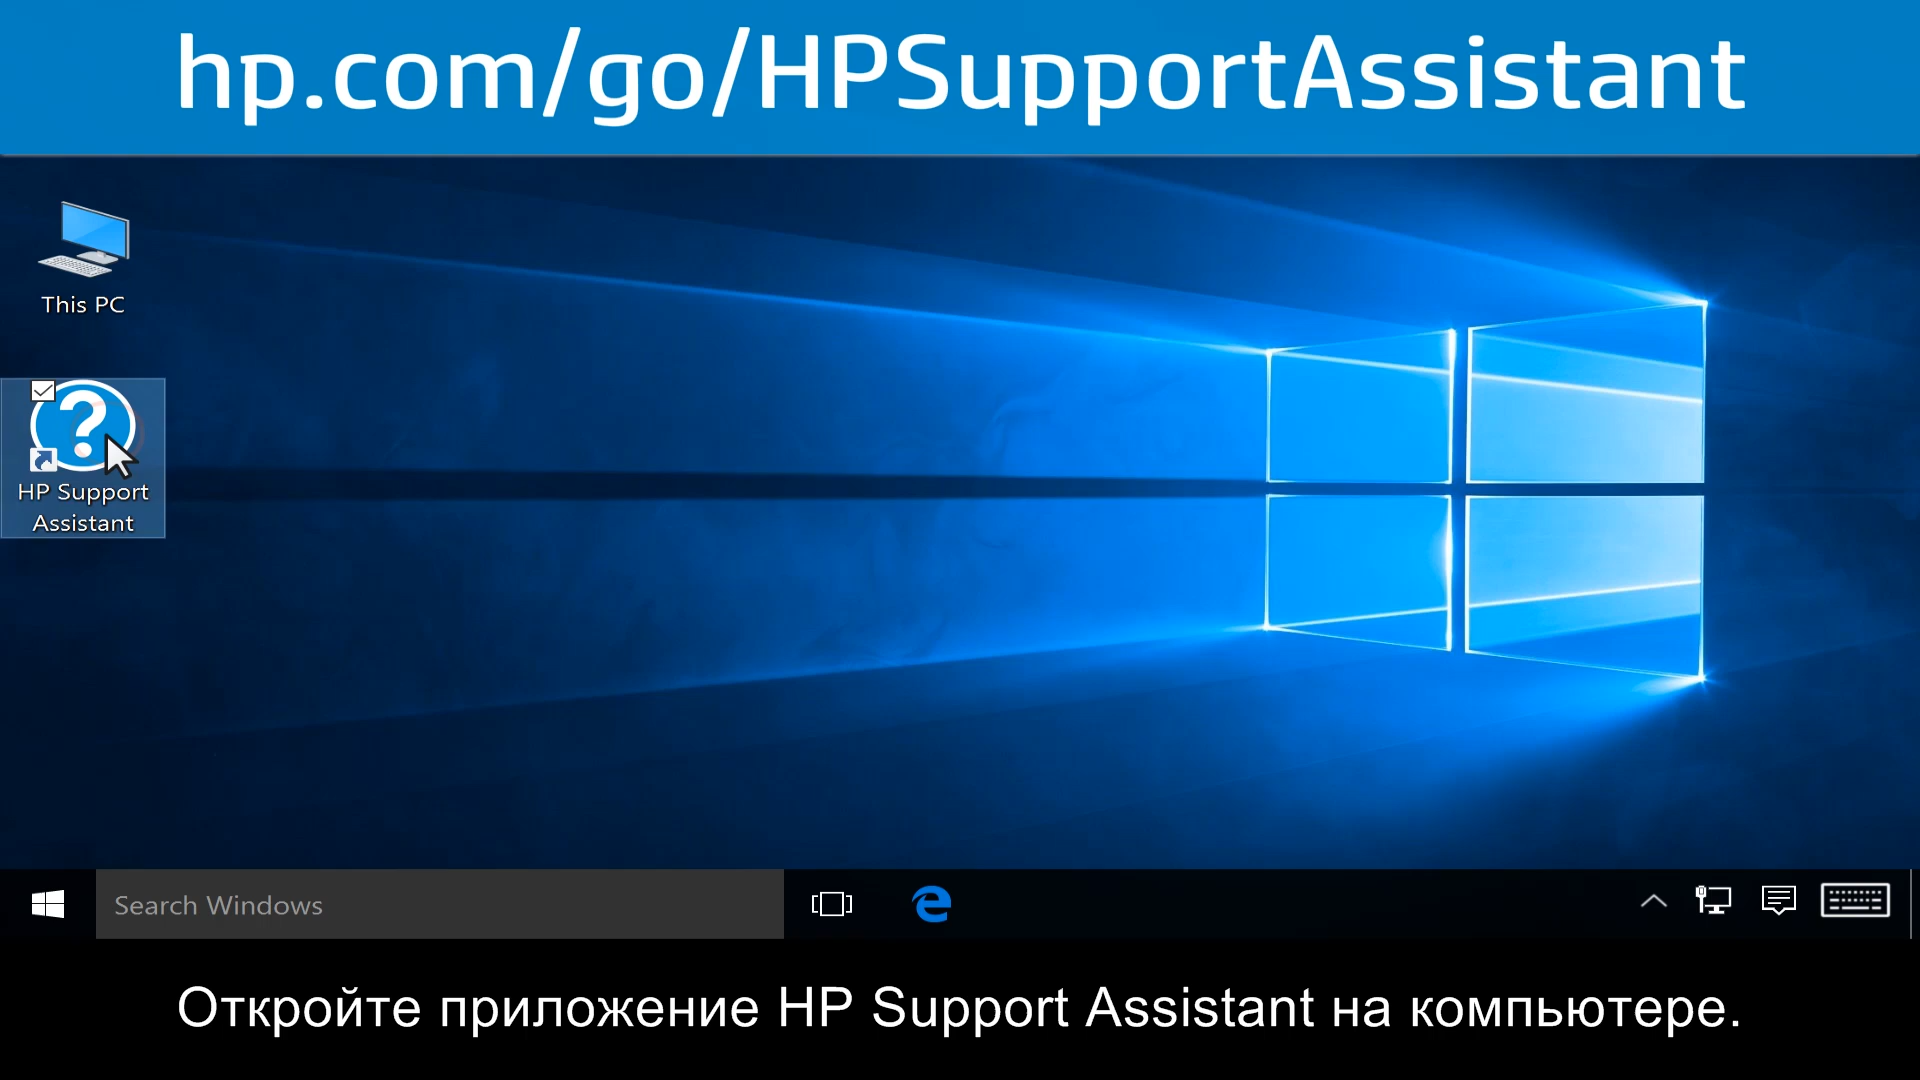 hp.com/go/HPSupportAssistant
This PC
HP Support
Assistant
Search Windows
Откройте приложение HP Support Assistant на компьютере.